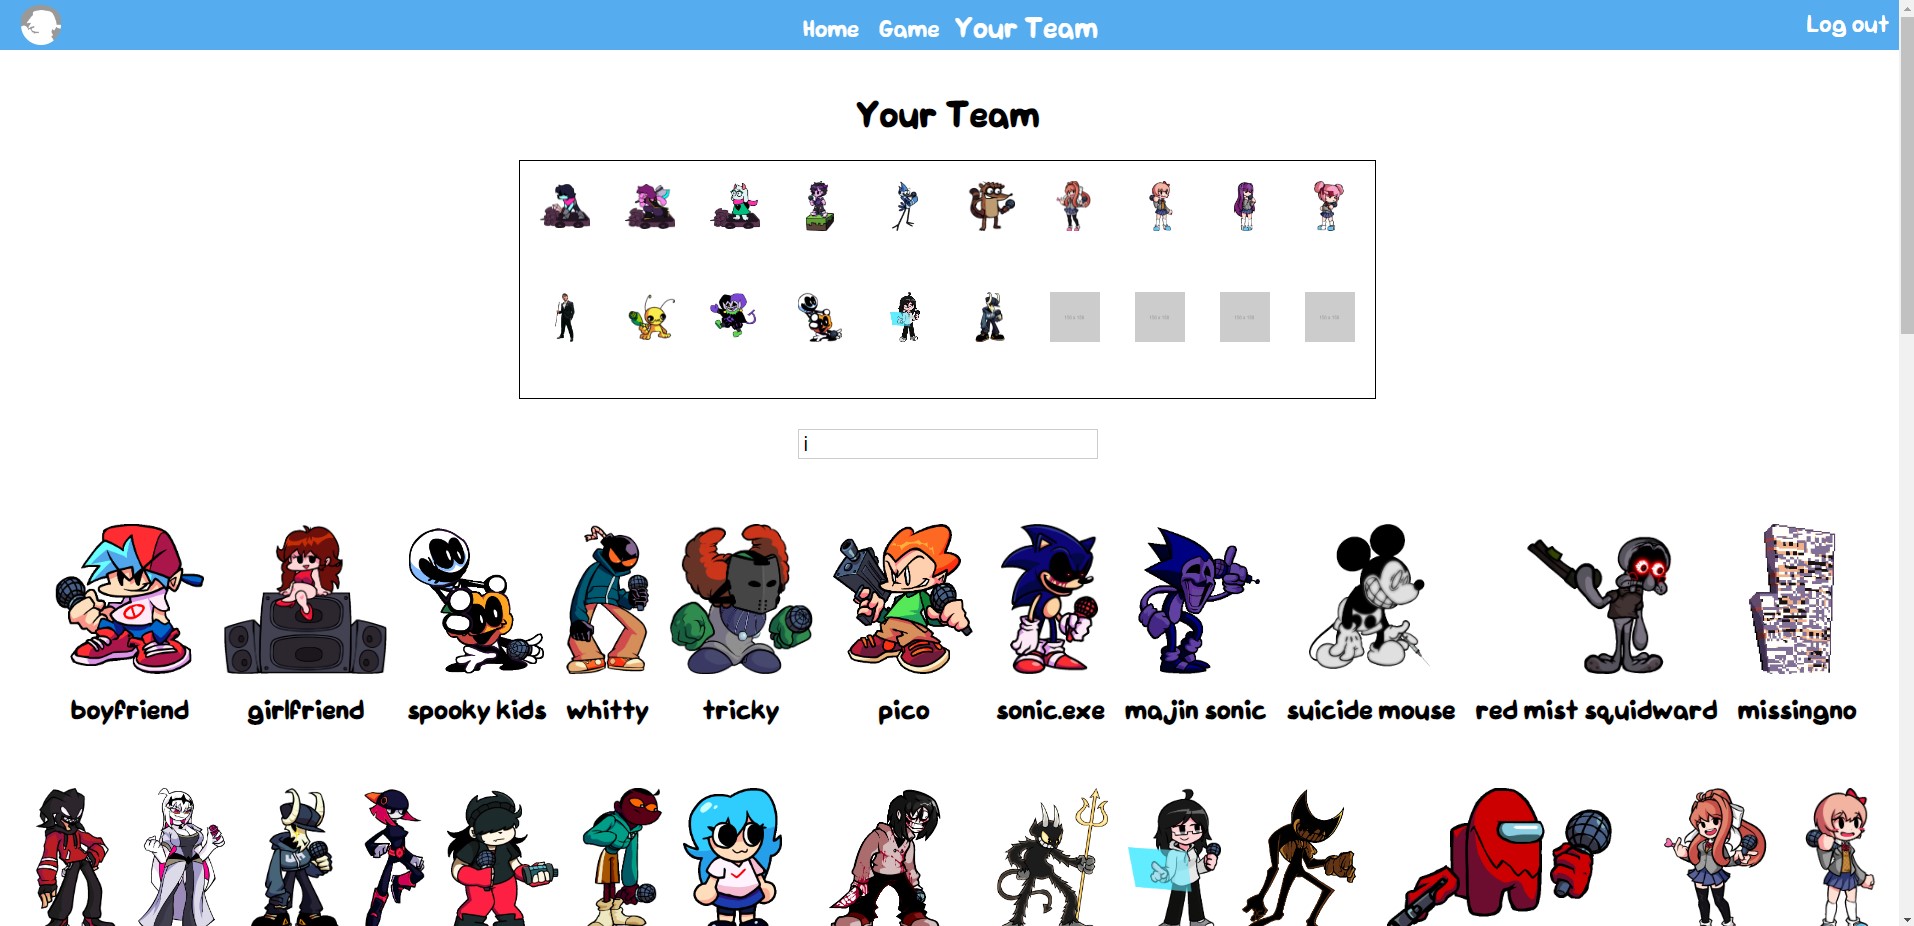 Home Game Your Team
Log out
Your Team
i
boyfriend girlfriend spooky kids whitty tricky pico sonic.exe majin sonic suicide mouse red mist squidward missingno